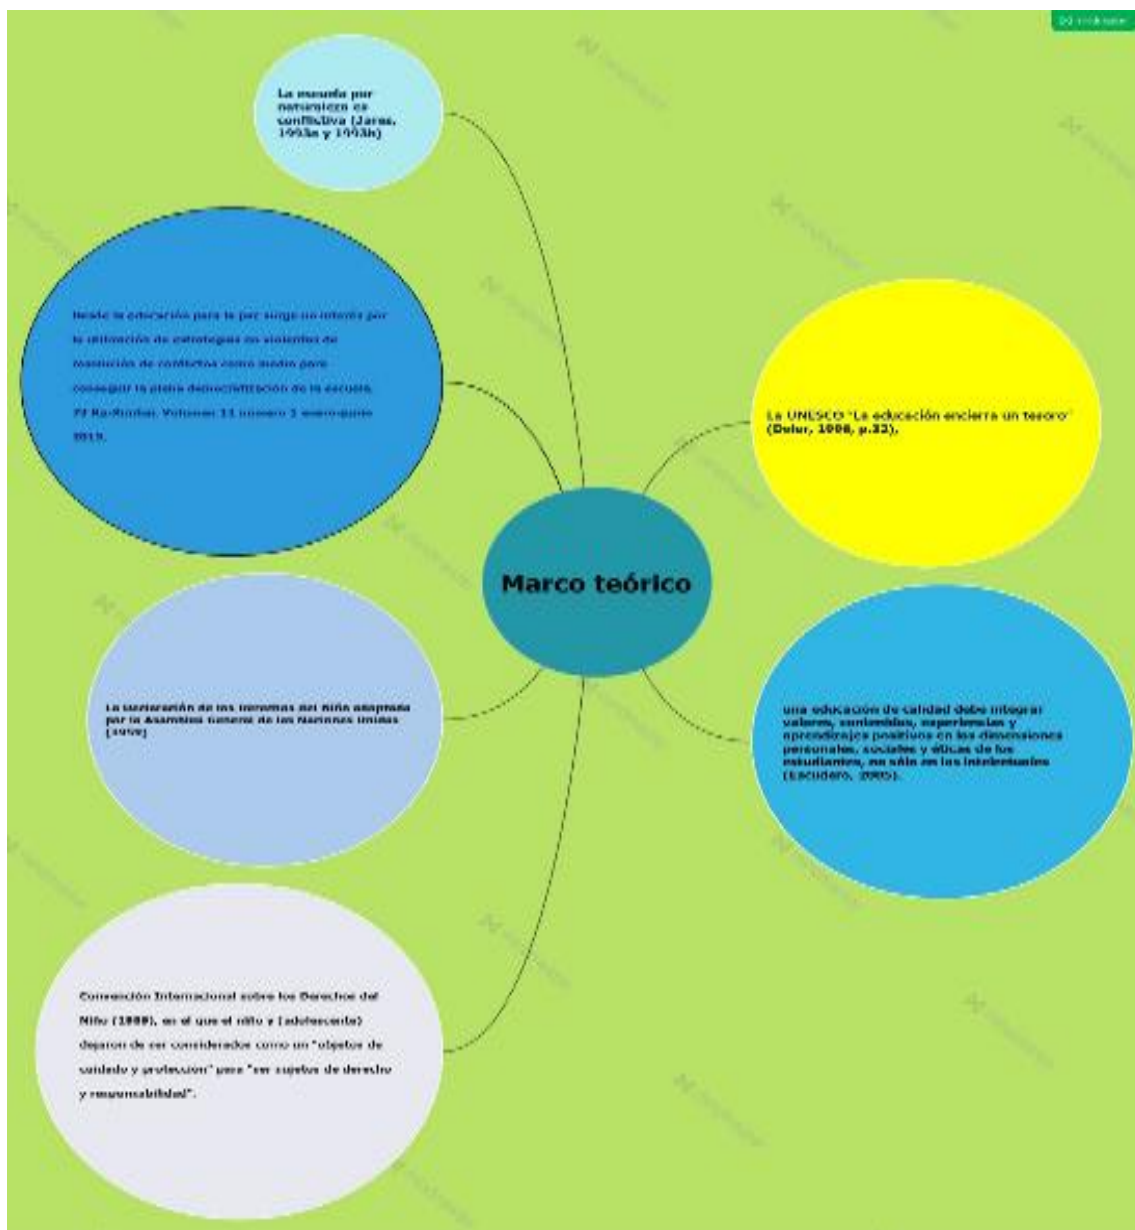 La escuela por
naturaleza es
conflictiva (Jares,
1993a y 1993b)
Desde la educación para la paz surge un interés por
la utilización de estrategias no violentas de
resolución de conflictos como medio para
conseguir la plena democratización de la escuela.
Ra-Ximhai. Volumen 11 número 1 enero-junio
La UNESCO "La educación encierra un tesoro"
(Delor, 1996, p.32),
Marco teórico
La Declaración de los Derechos del Niño adoptada
por la Asamblea General de las Naciones Unidas
(1959)
una educación de calidad debe integrar
valores, contenidos, experiencias y
aprendizajes positivos en las dimensiones
personales, sociales y éticas de los
estudiantes, no sólo en las intelectuales
(Escudero, 2005).
Convención Internacional sobre los Derechos del
Niño (1989), en el que el niño y (adolescente)
dejaron de ser considerados como un "objetos de
cuidado y protección" para "ser sujetos de derecho
y responsabilidad".